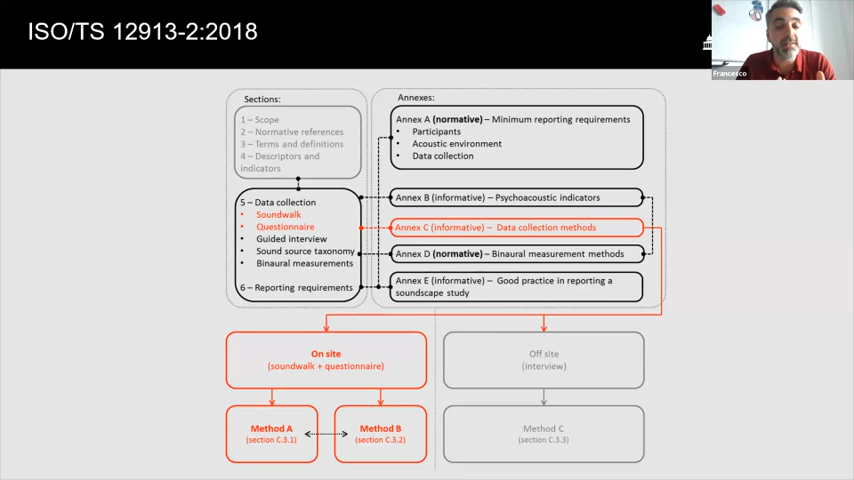 ISO/TS 12913-2:2018
Francesco
Sections:
1 – Scope
2 – Normative references
3 – Terms and definitions
4 – Descriptors and
indicators
5 – Data collection
• Soundwalk
• Questionnaire
• Guided interview
• Sound source taxonomy
• Binaural measurements
6 – Reporting requirements
Annexes:
Annex A (normative) – Minimum reporting requirements
• Participants
• Acoustic environment
• Data collection
Annex B (informative) – Psychoacoustic indicators
Annex C (informative) – Data collection methods
Annex D (normative) – Binaural measurement methods
Annex E (informative) – Good practice in reporting a
soundscape study
On site
(soundwalk + questionnaire)
Off site
(interview)
Method A
(section C.3.1)
Method B
(section C.3.2)
Method C
(section C.3.3)